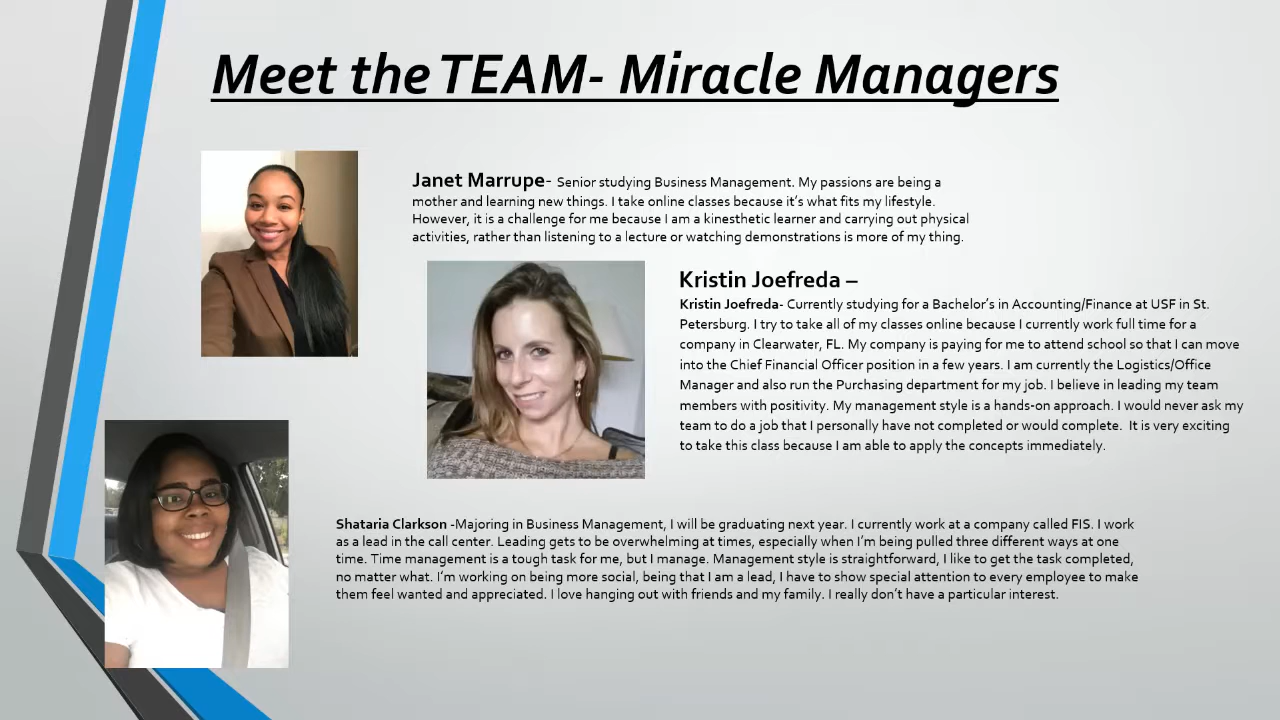 Meet the TEAM- Miracle Managers
Janet Marrupe- Senior studying Business Management. My passions are being a
mother and learning new things. I take online classes because it's what fits my lifestyle.
However, it is a challenge for me because I am a kinesthetic learner and carrying out physical
activities, rather than listening to a lecture or watching demonstrations is more of my thing.
Kristin Joefreda –
Kristin Joefreda- Currently studying for a Bachelor's in Accounting/Finance at USF in St.
Petersburg. I try to take all of my classes online because I currently work full time for a
company in Clearwater, FL. My company is paying for me to attend school so that I can move
into the Chief Financial Officer position in a few years. I am currently the Logistics/Office
Manager and also run the Purchasing department for my job. I believe in leading my team
members with positivity. My management style is a hands-on approach. I would never ask my
team to do a job that I personally have not completed or would complete.  It is very exciting
to take this class because I am able to apply the concepts immediately.
Shataria Clarkson -Majoring in Business Management, I will be graduating next year. I currently work at a company called FIS. I work
as a lead in the call center. Leading gets to be overwhelming at times, especially when I'm being pulled three different ways at one
time. Time management is a tough task for me, but I manage. Management style is straightforward, I like to get the task completed,
no matter what. I'm working on being more social, being that I am a lead, I have to show special attention to every employee to make
them feel wanted and appreciated. I love hanging out with friends and my family. I really don't have a particular interest.